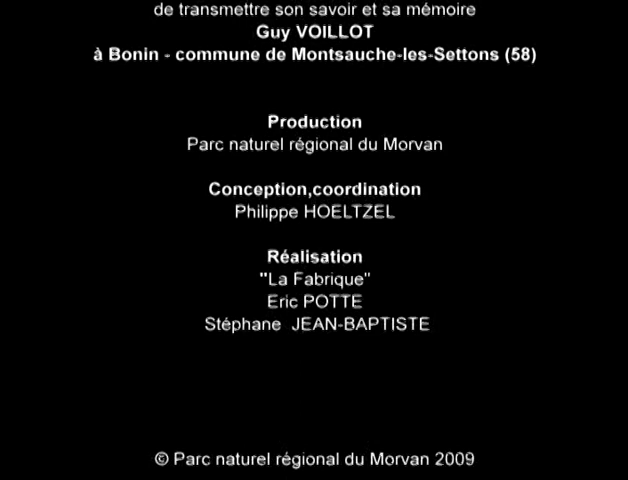 de transmettre son savoir et sa mémoire
Guy VOILLOT
à Bonin - commune de Montsauche-les-Settons (58)
Production
Parc naturel régional du Morvan
Conception,coordination
Philippe HOELTZEL
Réalisation
"La Fabrique"
Eric POTTE
Stéphane JEAN-BAPTISTE
© Parc naturel régional du Morvan 2009